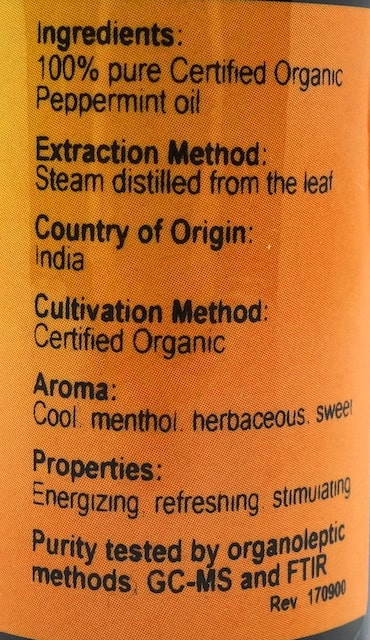 Ingredients:
100% pure Certified Organic
Peppermint oil
Extraction Method:
Steam distilled from the leaf
Country of Origin:
India
Cultivation Method:
Certified Organic
Aroma:
Cool, menthol, herbaceous, sweet
Properties:
Energizing, refreshing, stimulating
Purity tested by organoleptic
methods, GC-MS and FTIR
Rev 170900